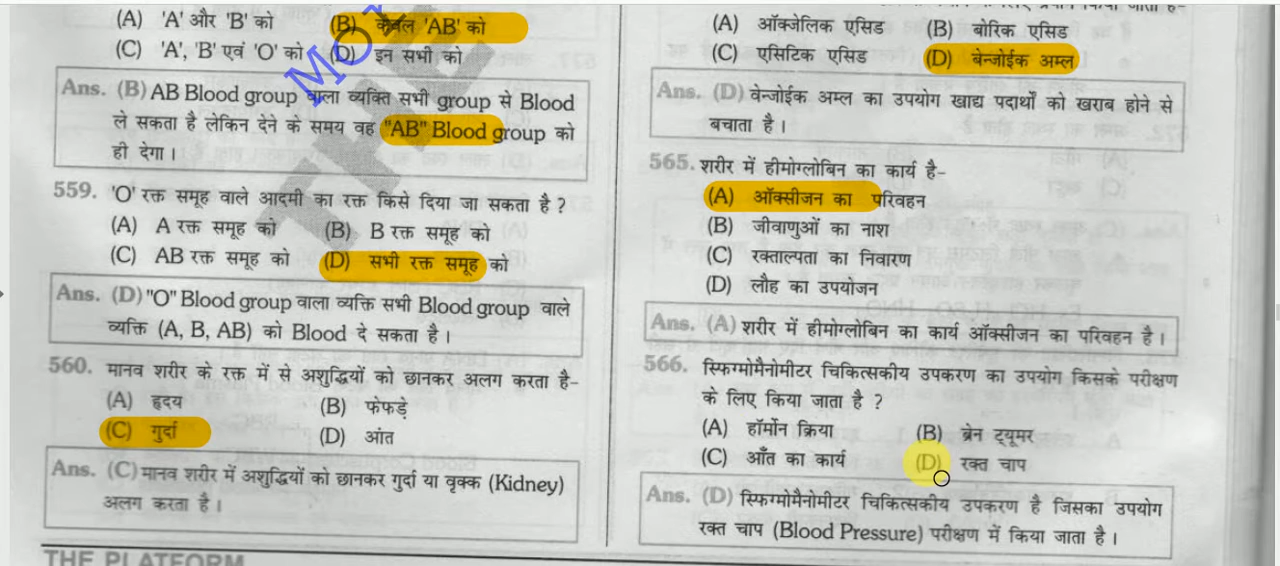 (A) 'A' और 'B' को (B) केवल 'AB' को
(C) 'A', 'B' एवं 'O' को (D) इन सभी को
Ans. (B) AB Blood group वाला व्यक्ति सभी group से Blood
ले सकता है लेकिन देने के समय वह "AB" Blood group को
ही देगा।
559. 'O' रक्त समूह वाले आदमी का रक्त किसे दिया जा सकता है ?
(A) A रक्त समूह को (B) B रक्त समूह को
(C) AB रक्त समूह को (D) सभी रक्त समूह को
Ans. (D) "O" Blood group वाला व्यक्ति सभी Blood group वाले
व्यक्ति (A, B, AB) को Blood दे सकता है।
560. मानव शरीर के रक्त में से अशुद्धियों को छानकर अलग करता है-
(A) हृदय (B) फेफड़े
(C) गुर्दा (D) आंत
Ans. (C) मानव शरीर में अशुद्धियों को छानकर गुर्दा या वृक्क (Kidney)
अलग करता है।
THE PLATFORM
(A) ऑक्जेलिक एसिड (B) बोरिक एसिड
(C) एसिटिक एसिड (D) बेन्जोईक अम्ल
Ans. (D) वेन्जोईक अम्ल का उपयोग खाद्य पदार्थों को खराब होने से
बचाता है।
565. शरीर में हीमोग्लोबिन का कार्य है-
(A) ऑक्सीजन का परिवहन
(B) जीवाणुओं का नाश
(C) रक्ताल्पता का निवारण
(D) लौह का उपयोजन
Ans. (A) शरीर में हीमोग्लोबिन का कार्य ऑक्सीजन का परिवहन है।
566. स्फिग्मोमैनोमीटर चिकित्सकीय उपकरण का उपयोग किसके परीक्षण
के लिए किया जाता है ?
(A) हॉर्मोन क्रिया (B) ब्रेन ट्यूमर
(C) आँत का कार्य (D) रक्त चाप
Ans. (D) स्फिग्मोमैनोमीटर चिकित्सकीय उपकरण है जिसका उपयोग
रक्त चाप (Blood Pressure) परीक्षण में किया जाता है।